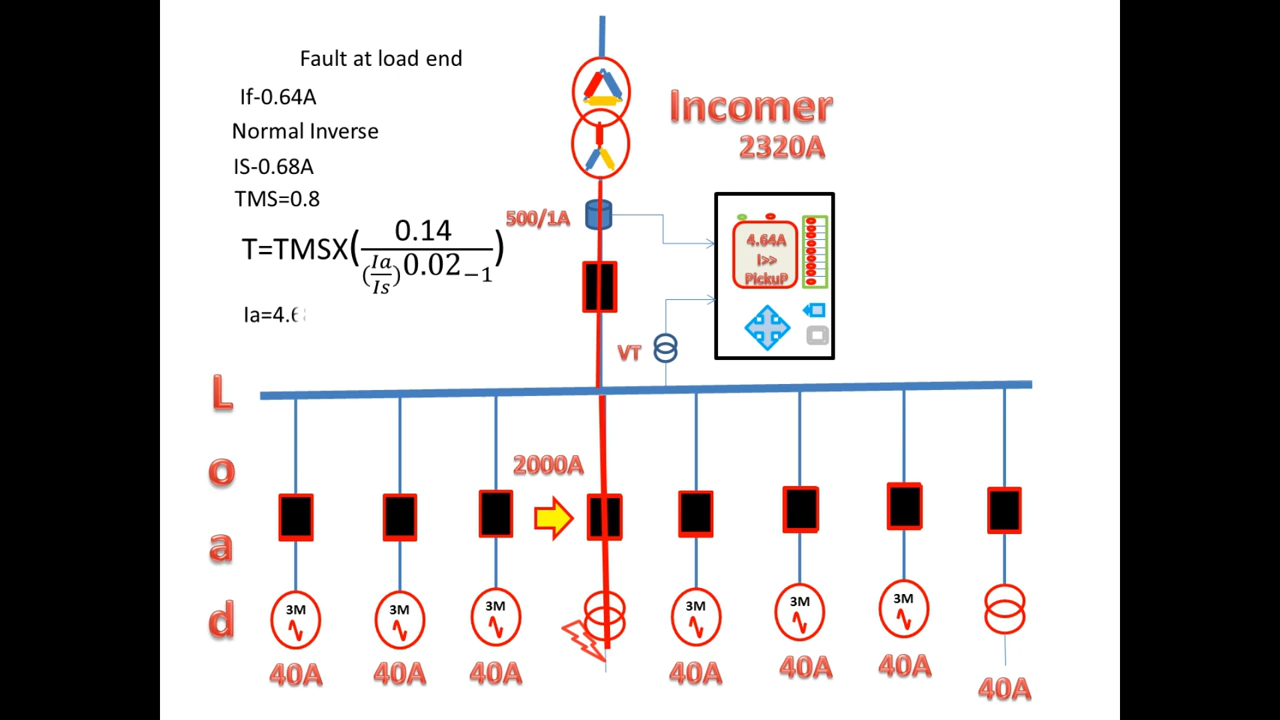 Fault at load end
If-0.64A
Normal Inverse
IS-0.68A
TMS=0.8
T=TMSX(0.14/(Ia/Is)0.02-1)
Ia=4.6
Incomer
2320A
500/1A
4.64A
I>>
PickuP
VT
Load
2000A
3M
3M
3M
3M
3M
3M
40A
40A
40A
40A
40A
40A
40A